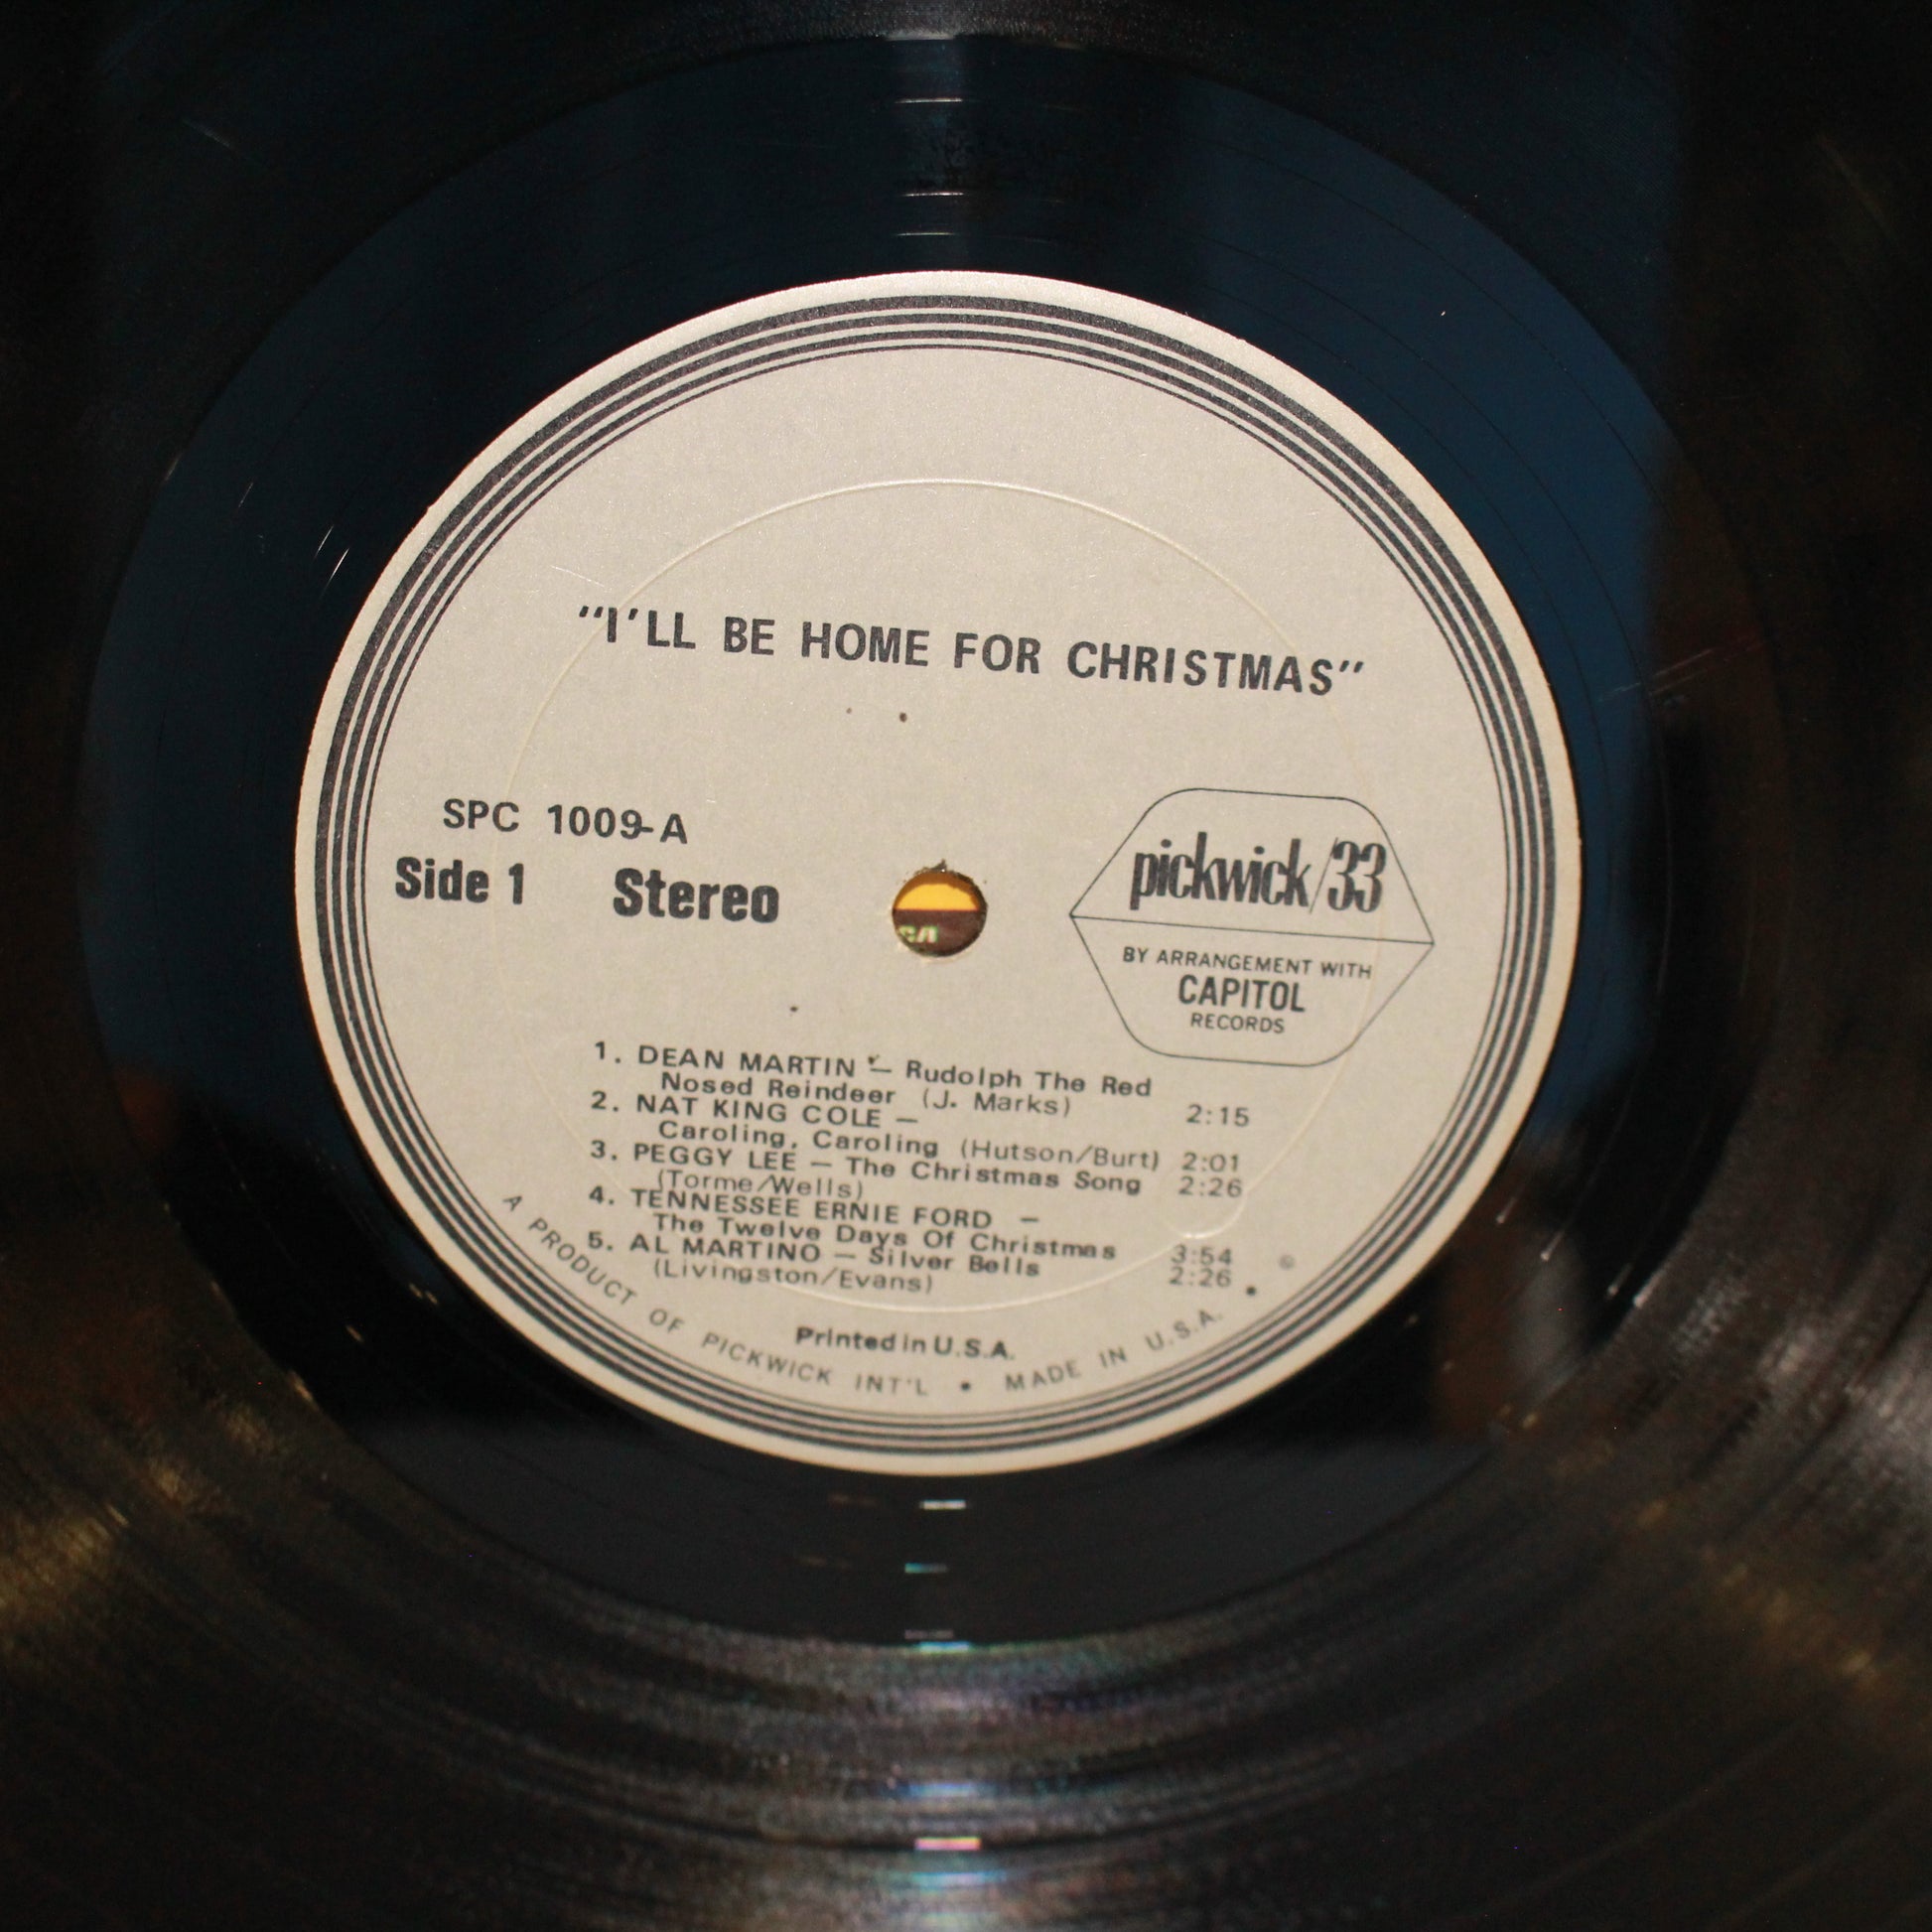 "I'LL BE HOME FOR CHRISTMAS"
SPC 1009-A
Side 1 Stereo
pickwick/33
BY ARRANGEMENT WITH
CAPITOL
RECORDS
1. DEAN MARTIN — Rudolph The Red
Nosed Reindeer (J. Marks) 2:15
2. NAT KING COLE —
Caroling, Caroling (Hutson/Burt) 2:01
3. PEGGY LEE — The Christmas Song 2:26
(Torme/Wells)
4. TENNESSEE ERNIE FORD —
The Twelve Days Of Christmas 3:54
5. AL MARTINO — Silver Bells 2:26
(Livingston/Evans)
Printed in U.S.A.
A PRODUCT OF PICKWICK INT'L • MADE IN U.S.A. •